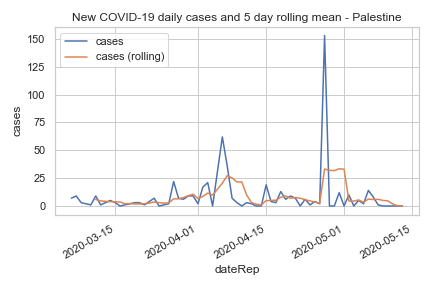 New COVID-19 daily cases and 5 day rolling mean - Palestine
cases
cases (rolling)
150
125
100
75
50
25
0
cases
2020-03-15
2020-04-01
2020-04-15
2020-05-01
2020-05-15
dateRep